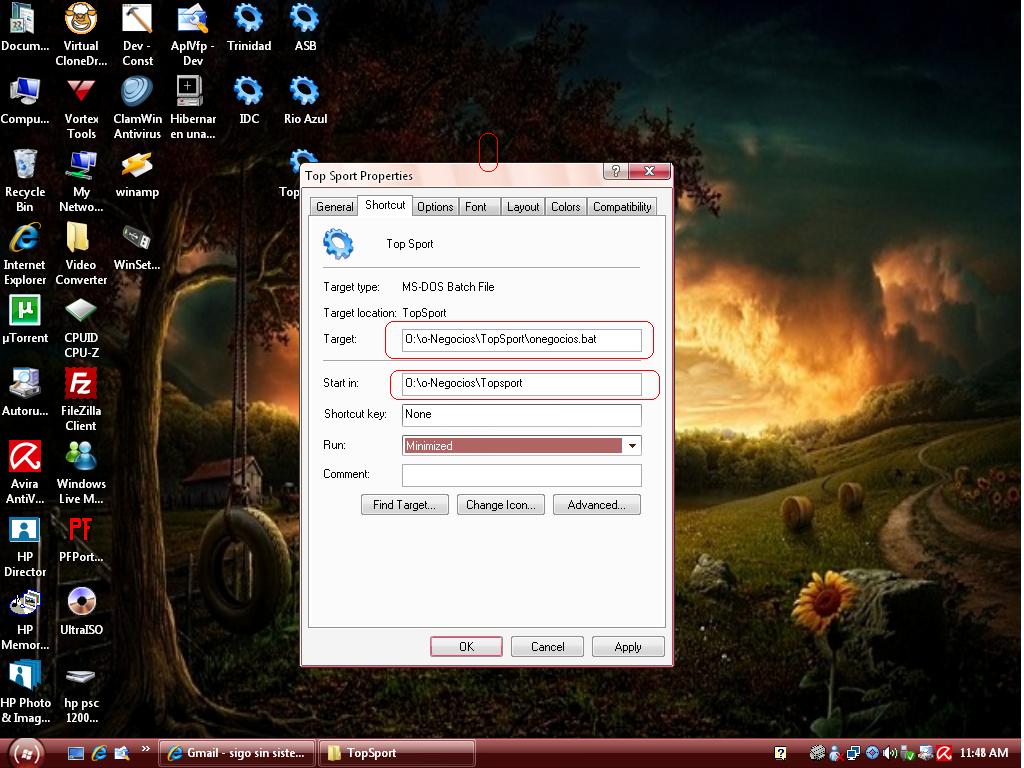 Docum...
Virtual
CloneDr...
Dev -
Const
AplVfp -
Dev
Trinidad
ASB
Compu...
Vortex
Tools
ClamWin
Antivirus
Hibernar
en una...
IDC
Rio Azul
Recycle
Bin
My
Netwo...
winamp
Top
Internet
Explorer
Video
Converter
WinSet...
µTorrent
CPUID
CPU-Z
Autoru...
FileZilla
Client
Avira
AntiV...
Windows
Live M...
HP
Director
PF
PFPort...
HP
Memor...
UltraISO
HP Photo
& Imag...
hp psc
1200...
Top Sport Properties
General
Shortcut
Options
Font
Layout
Colors
Compatibility
Top Sport
Target type: MS-DOS Batch File
Target location: TopSport
Target: O:\o-Negocios\TopSport\onegocios.bat
Start in: O:\o-Negocios\Topsport
Shortcut key: None
Run: Minimized
Comment:
Find Target...
Change Icon...
Advanced...
OK
Cancel
Apply
Gmail - sigo sin siste...
TopSport
11:48 AM